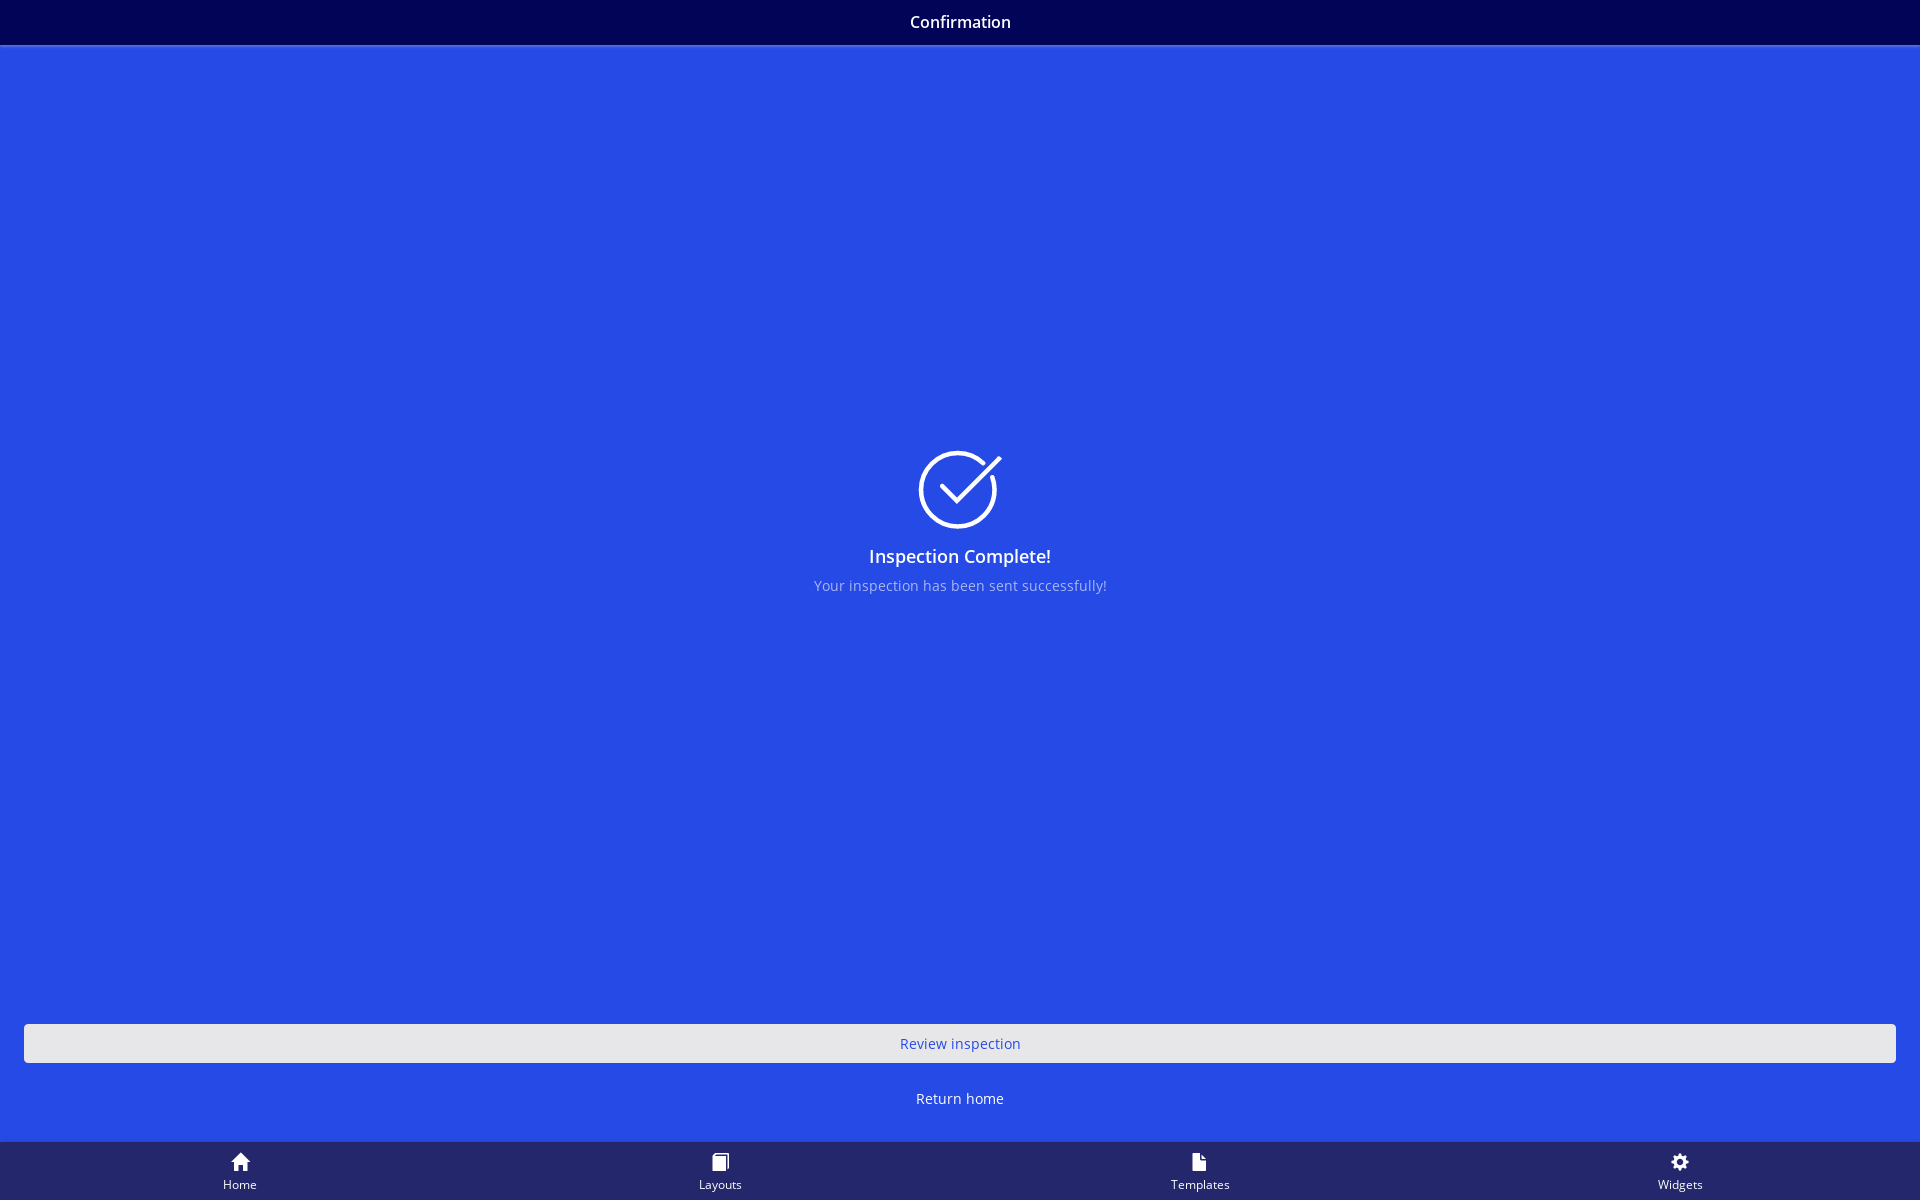 Confirmation
Inspection Complete!
Your inspection has been sent successfully!
Review inspection
Return home
Home
Layouts
Templates
Widgets